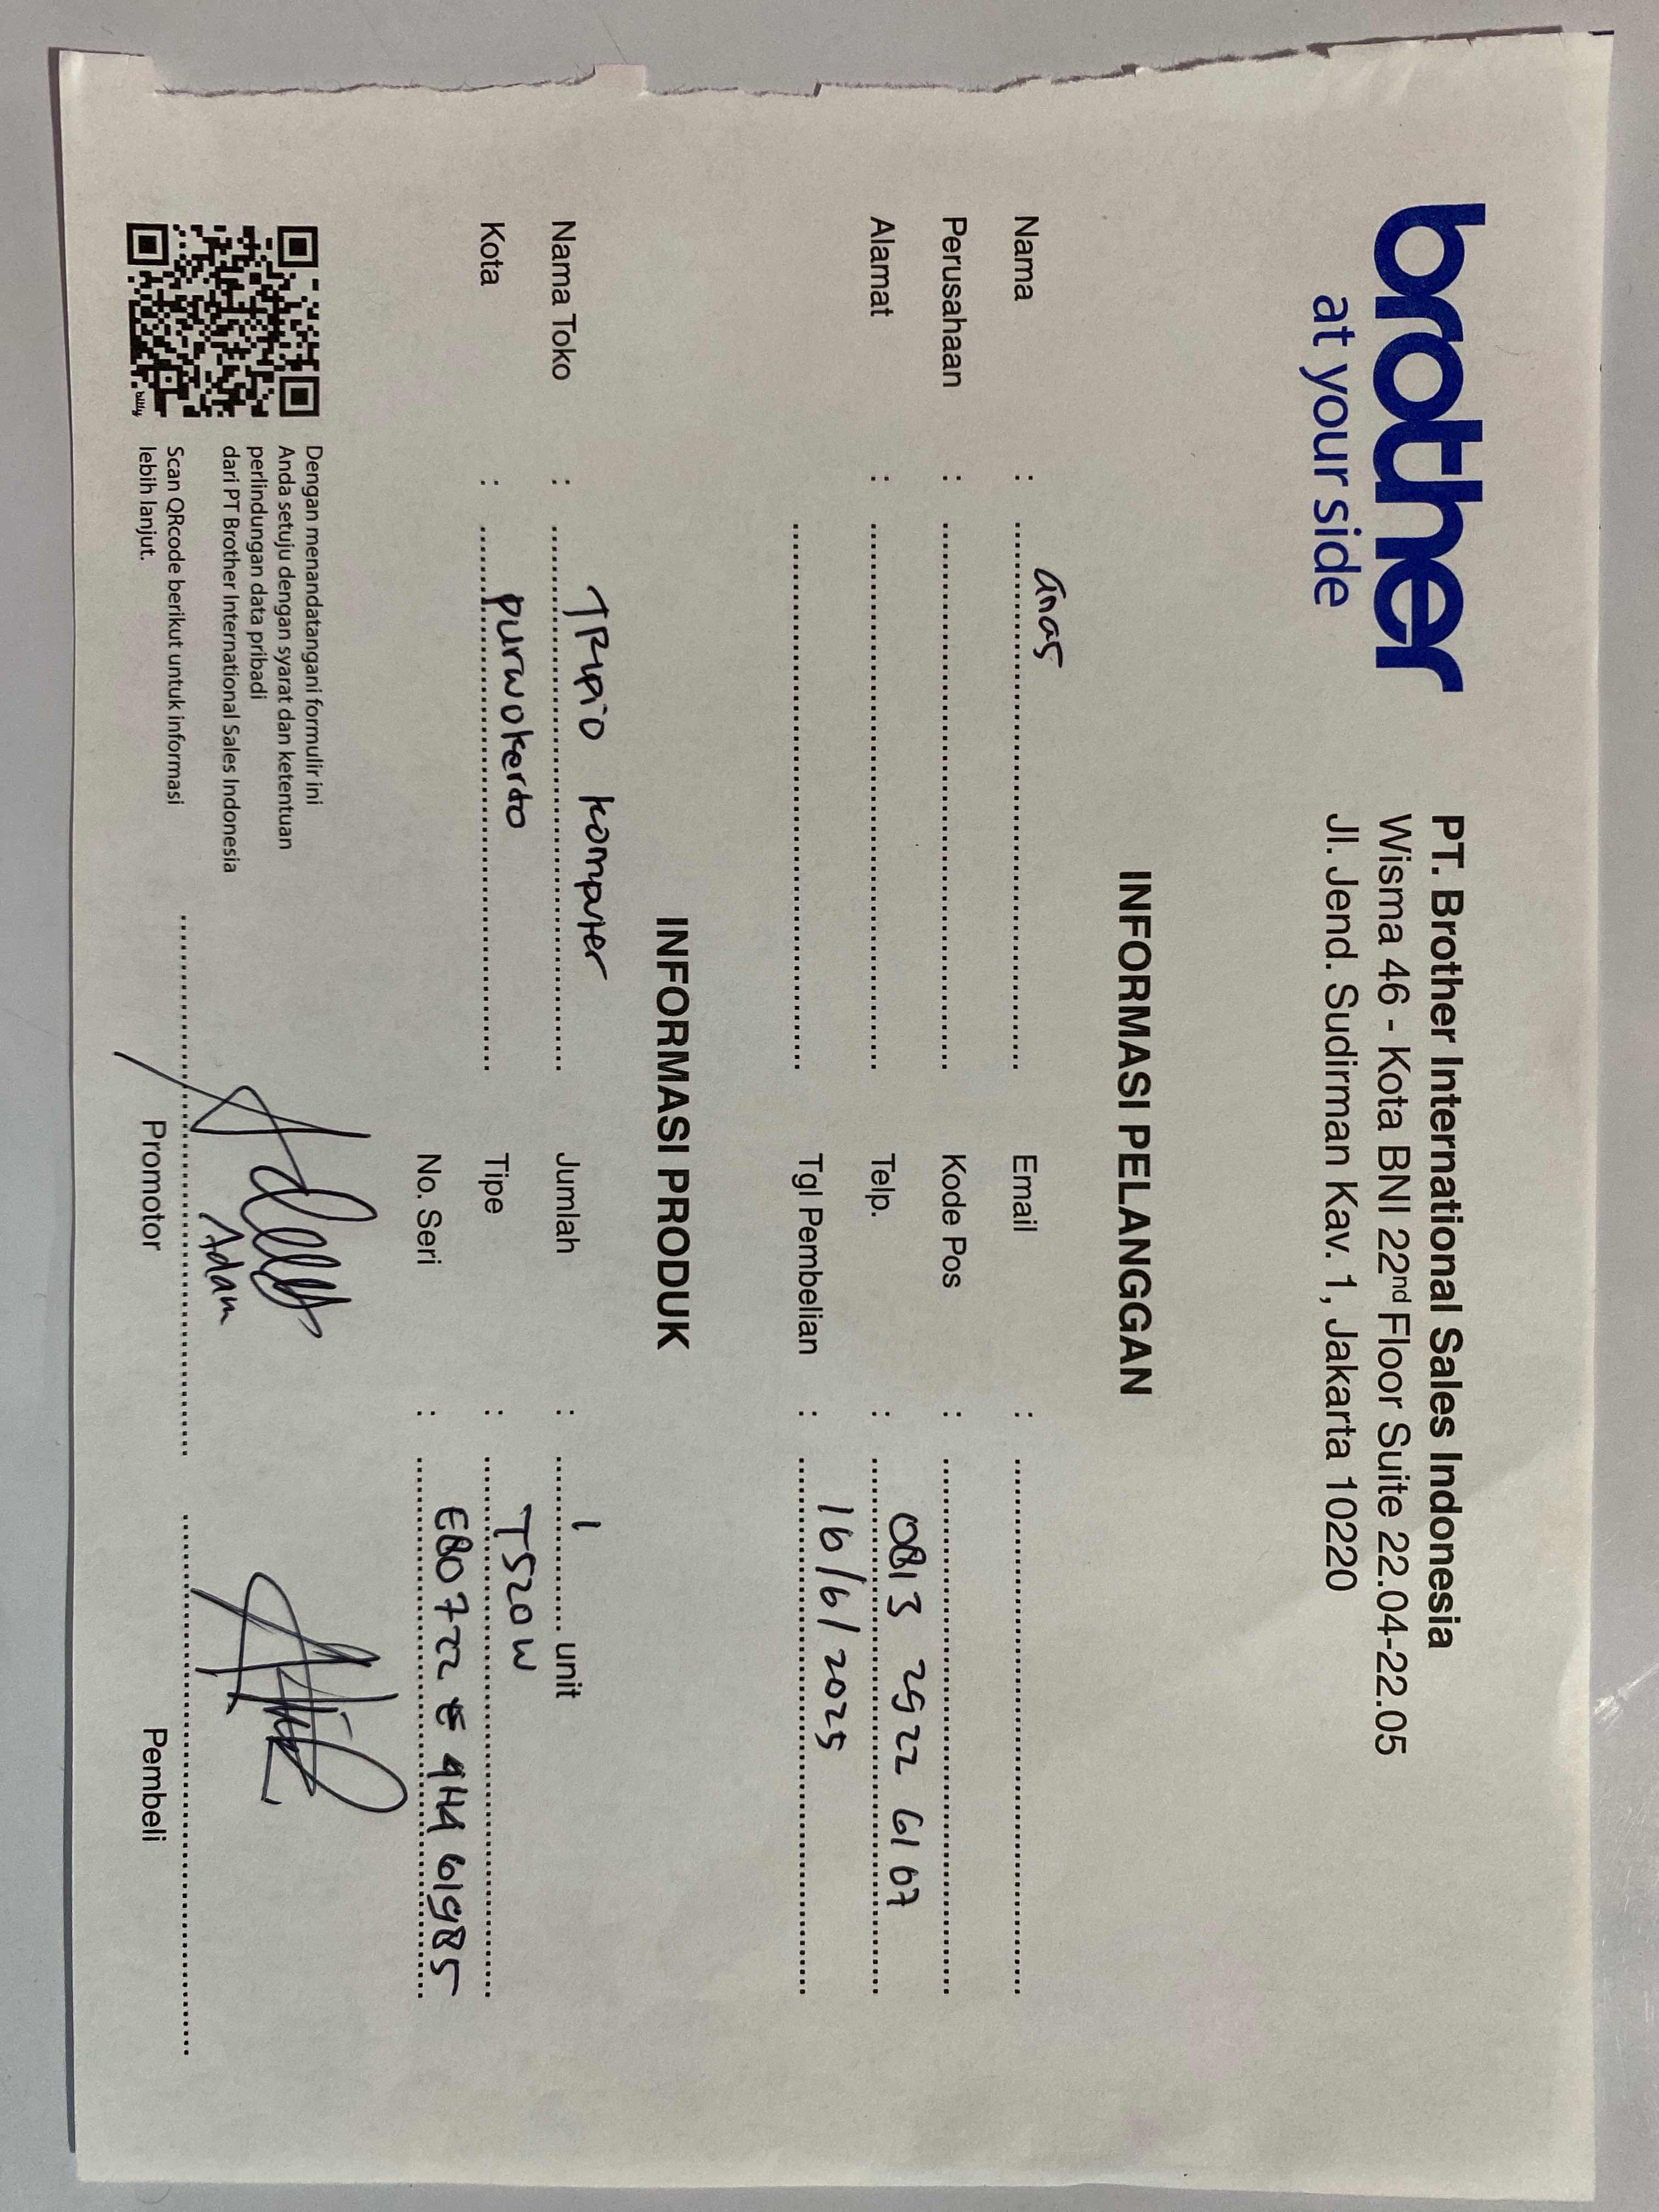 brother
at your side
PT. Brother International Sales Indonesia
Wisma 46 - Kota BNI 22nd Floor Suite 22.04-22.05
Jl. Jend. Sudirman Kav. 1, Jakarta 10220
INFORMASI PELANGGAN
Nama : anas
Email :
Perusahaan :
Kode Pos :
Alamat :
Telp. : 0813 2522 6167
Tgl Pembelian : 16/6/2025
INFORMASI PRODUK
Nama Toko : TRIPIO Komputer
Jumlah : 1 unit
Kota : purwokerto
Tipe : T520W
No. Seri : E80722 4H4 61985
Dengan menandatangani formulir ini
Anda setuju dengan syarat dan ketentuan
perlindungan data pribadi
dari PT Brother International Sales Indonesia
Scan QRcode berikut untuk informasi
lebih lanjut.
bitly
Adam
Promotor
Pembeli